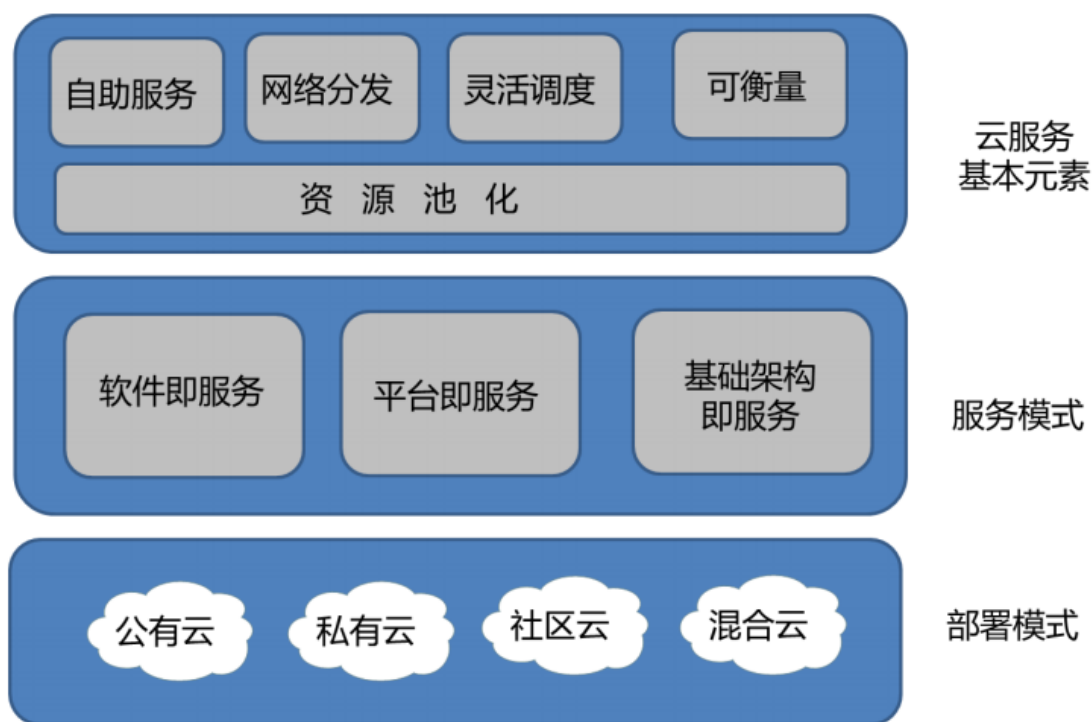 自助服务
网络分发
灵活调度
可衡量
资源池化
云服务
基本元素
软件即服务
平台即服务
基础架构
即服务
服务模式
公有云
私有云
社区云
混合云
部署模式